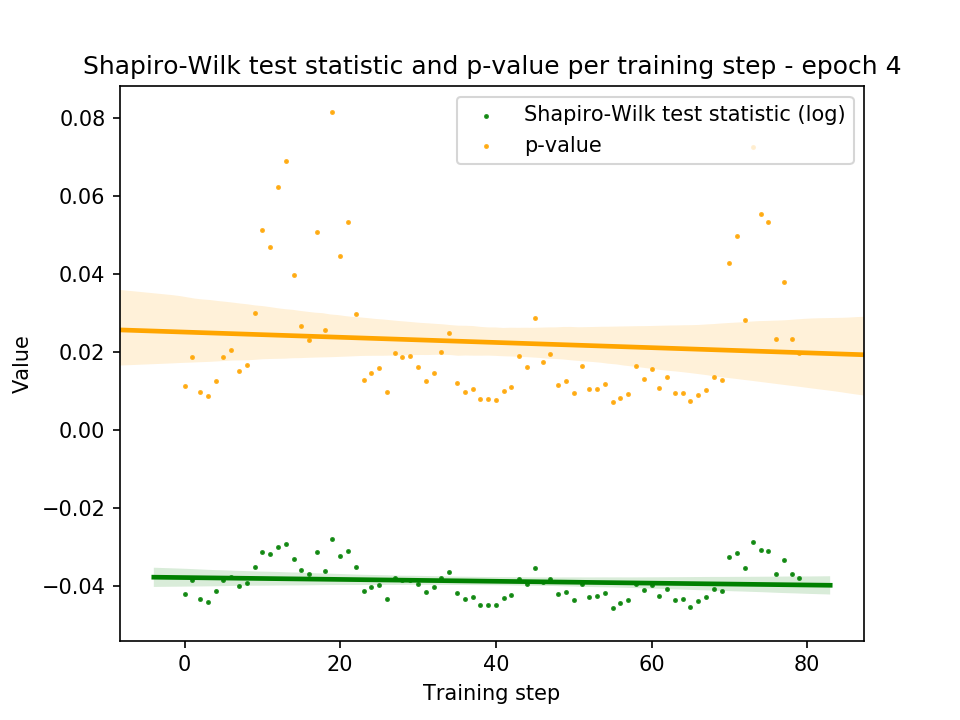 Shapiro-Wilk test statistic and p-value per training step - epoch 4
Shapiro-Wilk test statistic (log)
p-value
0.08
0.06
0.04
0.02
0.00
−0.02
−0.04
Value
0 20 40 60 80
Training step